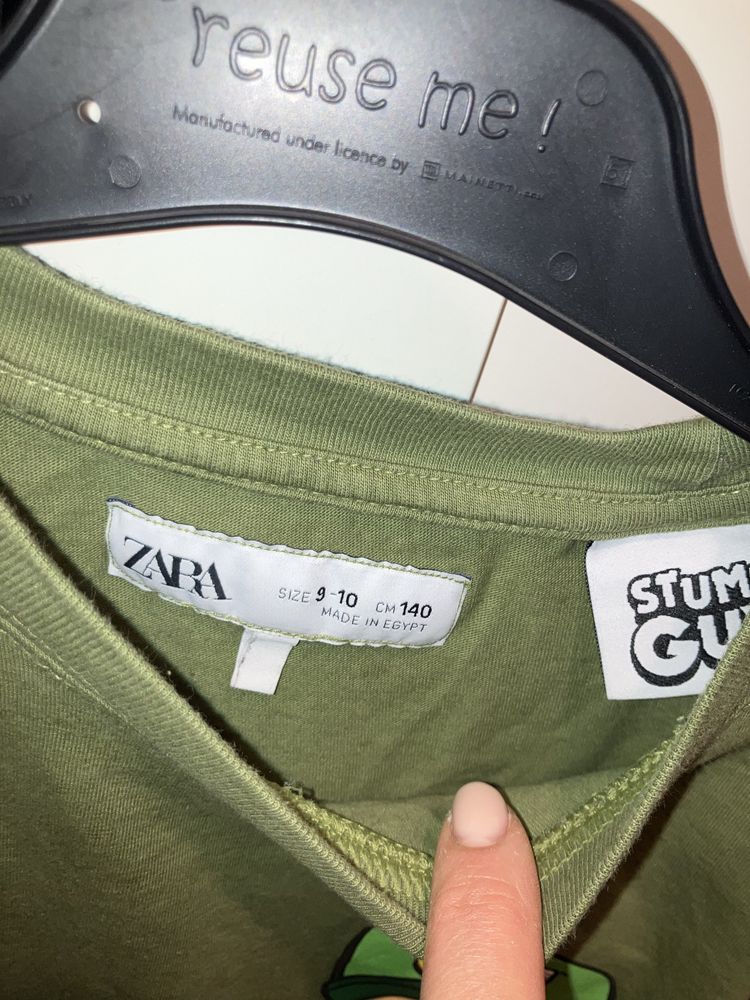 reuse me!
Manufactured under licence by MAINETTI
ZARA
SIZE 9-10 CM 140
MADE IN EGYPT
STUM
GU